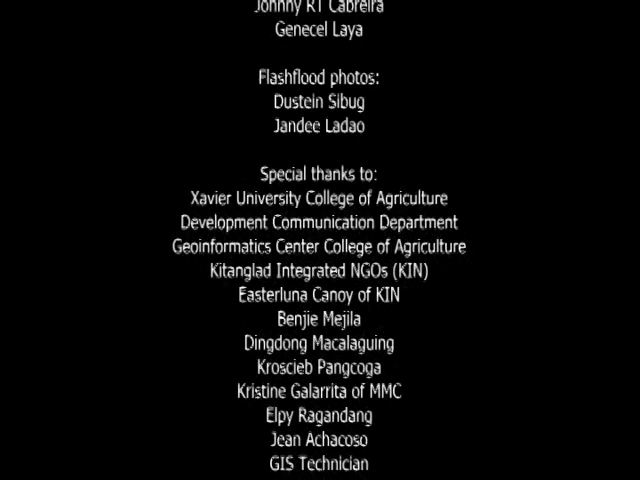 Johnny RT Cabreira
Genecel Laya
Flashflood photos:
Dustein Sibug
Jandee Ladao
Special thanks to:
Xavier University College of Agriculture
Development Communication Department
Geoinformatics Center College of Agriculture
Kitanglad Integrated NGOs (KIN)
Easterluna Canoy of KIN
Benjie Mejila
Dingdong Macalaguing
Kroscieb Pangcoga
Kristine Galarrita of MMC
Elpy Ragandang
Jean Achacoso
GIS Technician